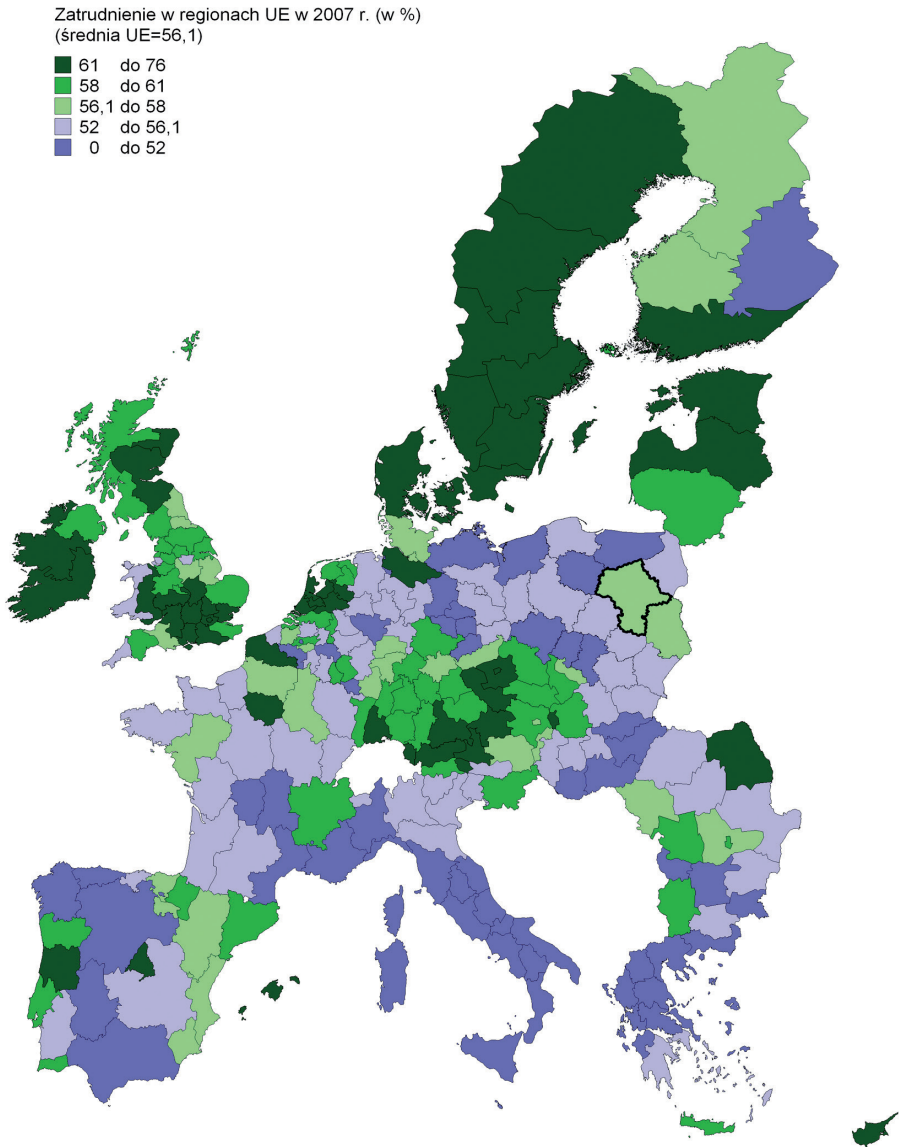 Zatrudnienie w regionach UE w 2007 r. (w %)
(średnia UE=56,1)
61 do 76
58 do 61
56,1 do 58
52 do 56,1
0 do 52